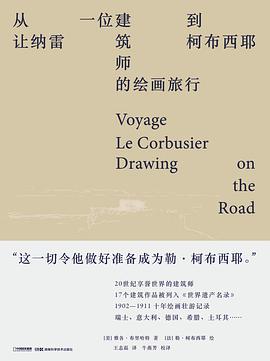 从一位建筑师到
让纳雷 柯布西耶
的绘画旅行
Voyage
Le Corbusier
Drawing on
the
Road
“这一切令他做好准备成为勒·柯布西耶。”
20世纪享誉世界的建筑师
17个建筑作品被列入《世界遗产名录》
1902—1911十年绘画壮游记录
瑞士、意大利、德国、希腊、土耳其……
[美] 雅各·布里哈特 著 [法] 勒·柯布西耶 绘
王志磊 译 牛燕芳 校译